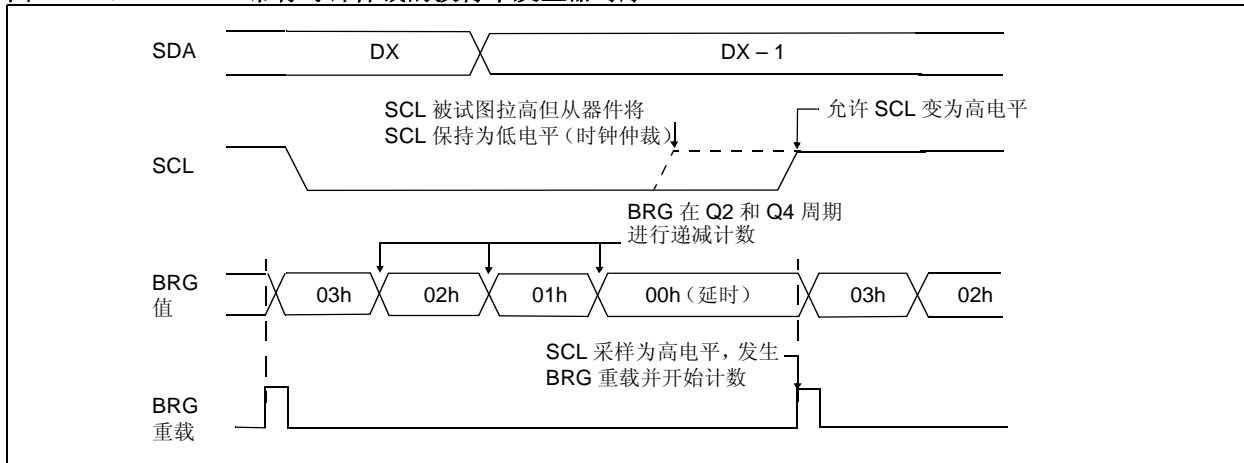 SDA
DX
DX – 1
SCL 被试图拉高但从器件将
SCL 保持为低电平（时钟仲裁）
允许 SCL 变为高电平
SCL
BRG 在 Q2 和 Q4 周期
进行递减计数
BRG
值
03h
02h
01h
00h（延时）
03h
02h
SCL 采样为高电平，发生
BRG 重载并开始计数
BRG
重载